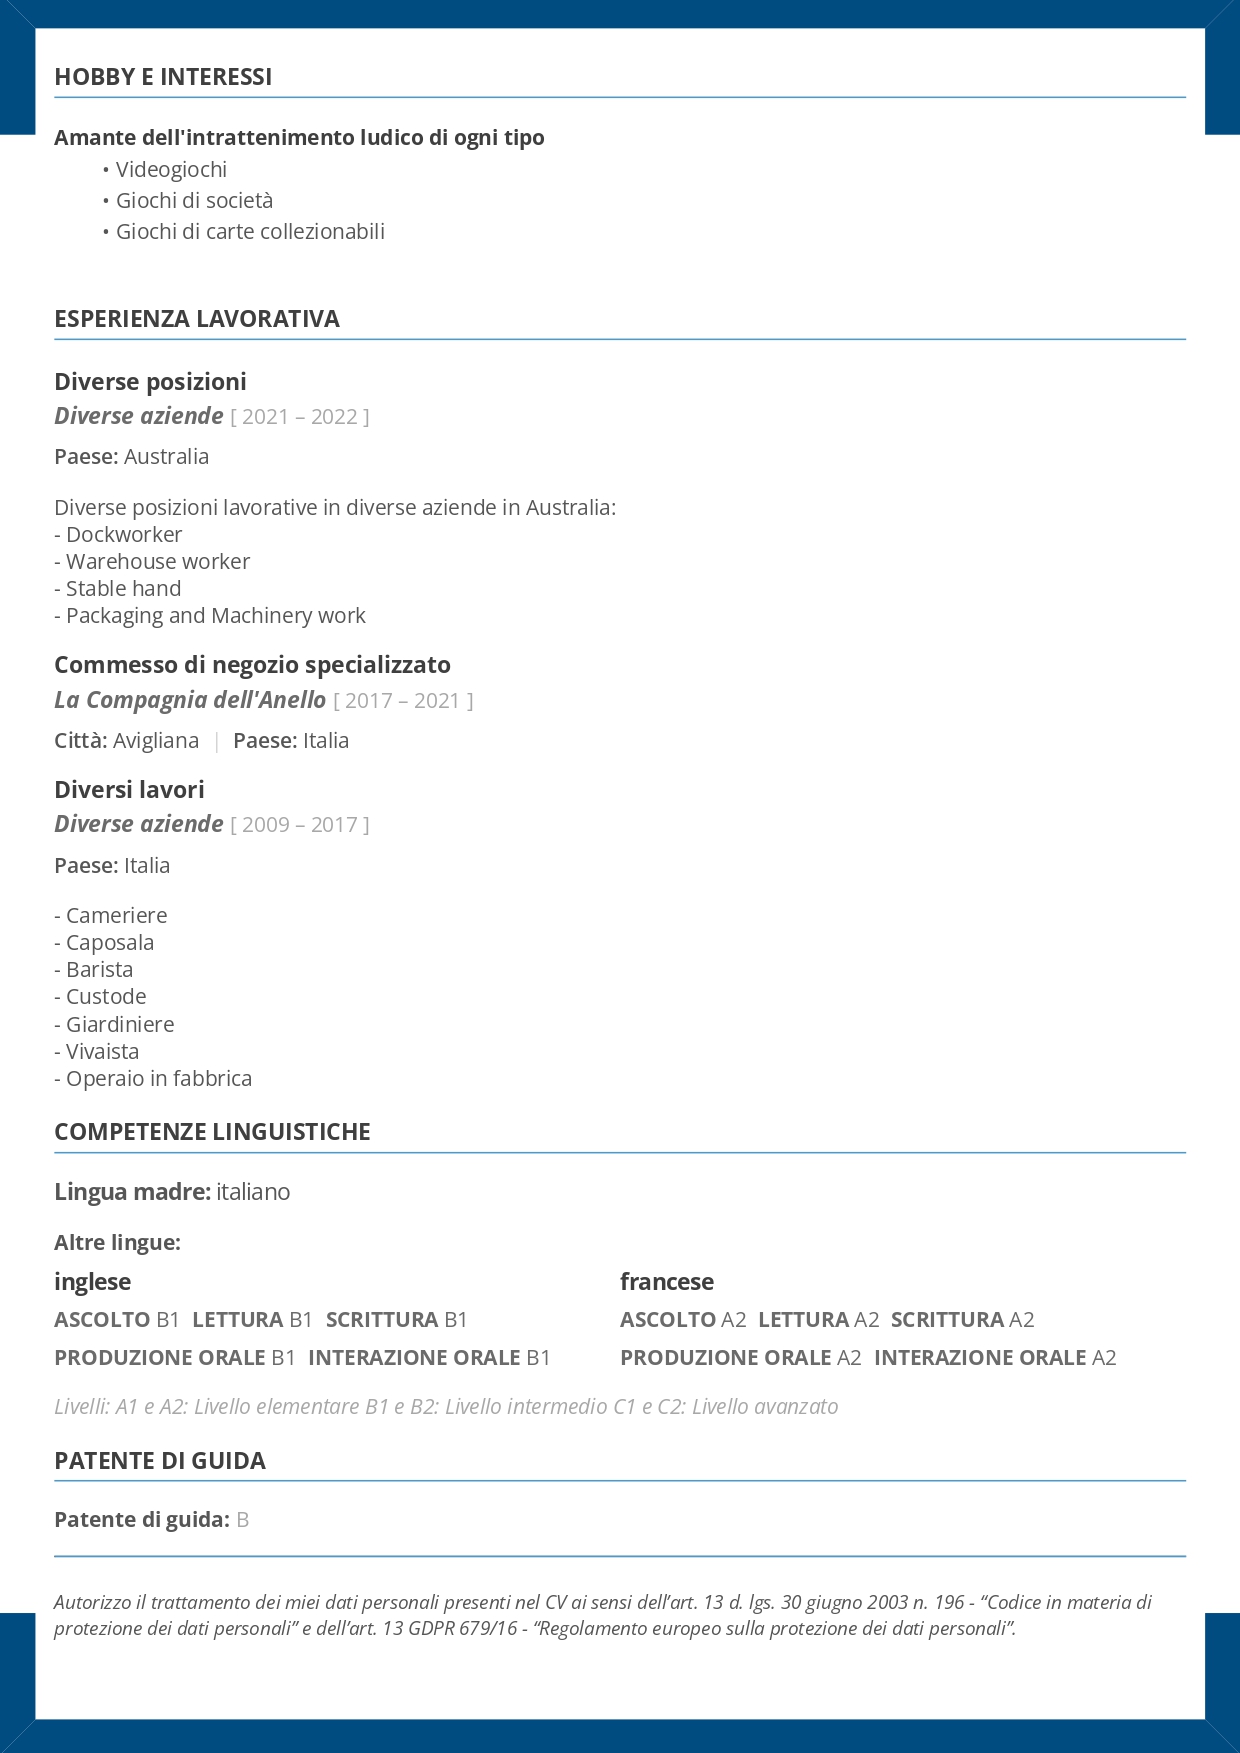 HOBBY E INTERESSI
Amante dell'intrattenimento ludico di ogni tipo
• Videogiochi
• Giochi di società
• Giochi di carte collezionabili
ESPERIENZA LAVORATIVA
Diverse posizioni
Diverse aziende [ 2021 – 2022 ]
Paese: Australia
Diverse posizioni lavorative in diverse aziende in Australia:
- Dockworker
- Warehouse worker
- Stable hand
- Packaging and Machinery work
Commesso di negozio specializzato
La Compagnia dell'Anello [ 2017 – 2021 ]
Città: Avigliana | Paese: Italia
Diversi lavori
Diverse aziende [ 2009 – 2017 ]
Paese: Italia
- Cameriere
- Caposala
- Barista
- Custode
- Giardiniere
- Vivaista
- Operaio in fabbrica
COMPETENZE LINGUISTICHE
Lingua madre: italiano
Altre lingue:
inglese
ASCOLTO B1 LETTURA B1 SCRITTURA B1
PRODUZIONE ORALE B1 INTERAZIONE ORALE B1
francese
ASCOLTO A2 LETTURA A2 SCRITTURA A2
PRODUZIONE ORALE A2 INTERAZIONE ORALE A2
Livelli: A1 e A2: Livello elementare B1 e B2: Livello intermedio C1 e C2: Livello avanzato
PATENTE DI GUIDA
Patente di guida: B
Autorizzo il trattamento dei miei dati personali presenti nel CV ai sensi dell’art. 13 d. lgs. 30 giugno 2003 n. 196 - “Codice in materia di
protezione dei dati personali” e dell’art. 13 GDPR 679/16 - “Regolamento europeo sulla protezione dei dati personali”.